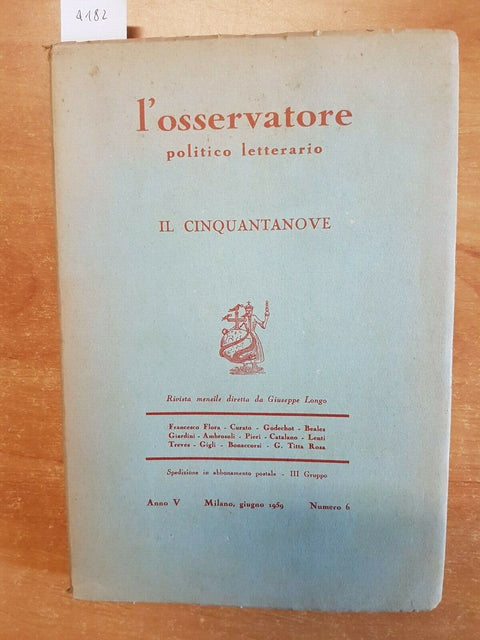 4182
l'osservatore
politico letterario
IL CINQUANTANOVE
Rivista mensile diretta da Giuseppe Longo
Francesco Flora - Curato - Godechot - Beales
Giardini - Ambrosoli - Pieri - Catalano - Lenti
Treves - Gigli - Bonaccorsi - G. Titta Rosa
Spedizione in abbonamento postale - III Gruppo
Anno V Milano, giugno 1959 Numero 6